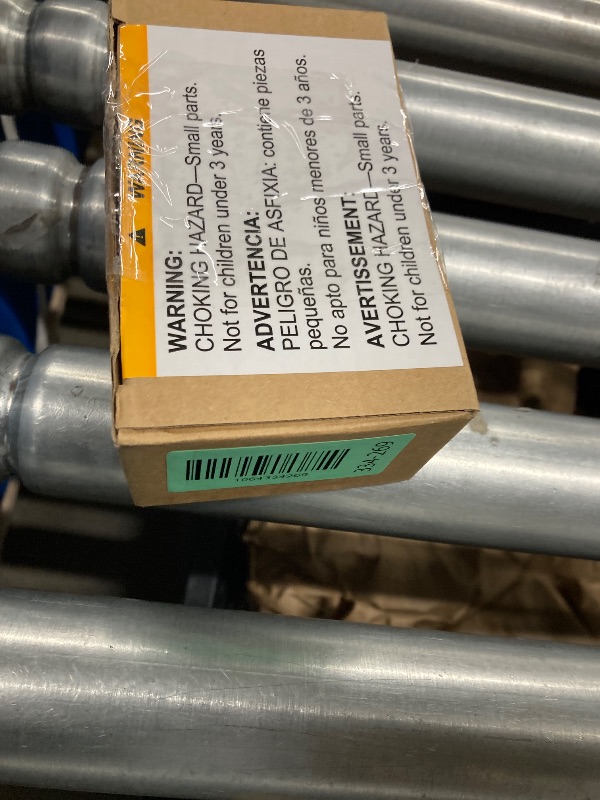 WARNING
WARNING:
CHOKING HAZARD—Small parts.
Not for children under 3 years.
ADVERTENCIA:
PELIGRO DE ASFIXIA: contiene piezas
pequeñas.
No apto para niños menores de 3 años.
AVERTISSEMENT:
CHOKING HAZARD—Small parts.
Not for children under 3 years.
334 269